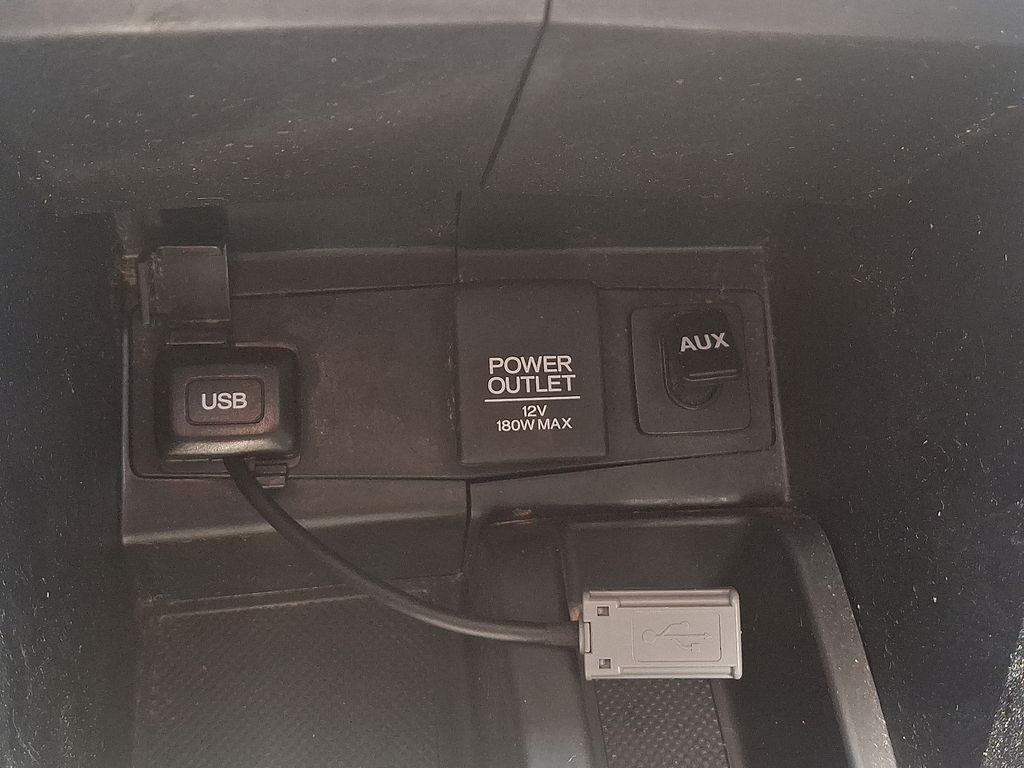 USB
POWER
OUTLET
12V
180W MAX
AUX